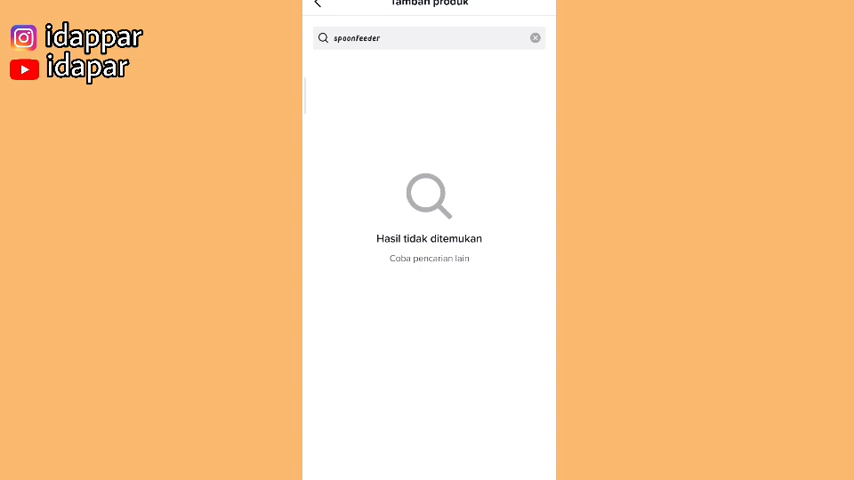 idappar
idapar
Tambah produk
spoonfeeder
Hasil tidak ditemukan
Coba pencarian lain